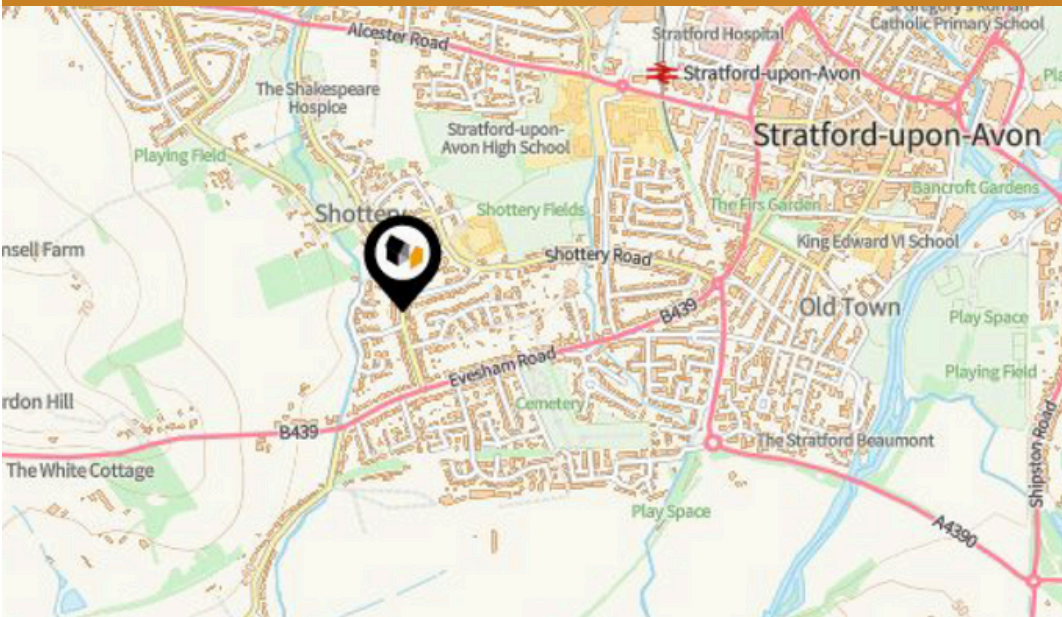 St Gregory's Roman
Catholic Primary School
Alcester Road
Stratford Hospital
Stratford-upon-Avon
The Shakespeare
Hospice
Stratford-upon-
Avon High School
Stratford-upon-Avon
Playing Field
Bancroft Gardens
Shottery
Shottery Fields
The Firs Garden
nsell Farm
Shottery Road
King Edward VI School
B439
Old Town
Play Space
Evesham Road
Playing Field
rdon Hill
Cemetery
B439
The Stratford Beaumont
The White Cottage
Shipston Road
Play Space
A4390